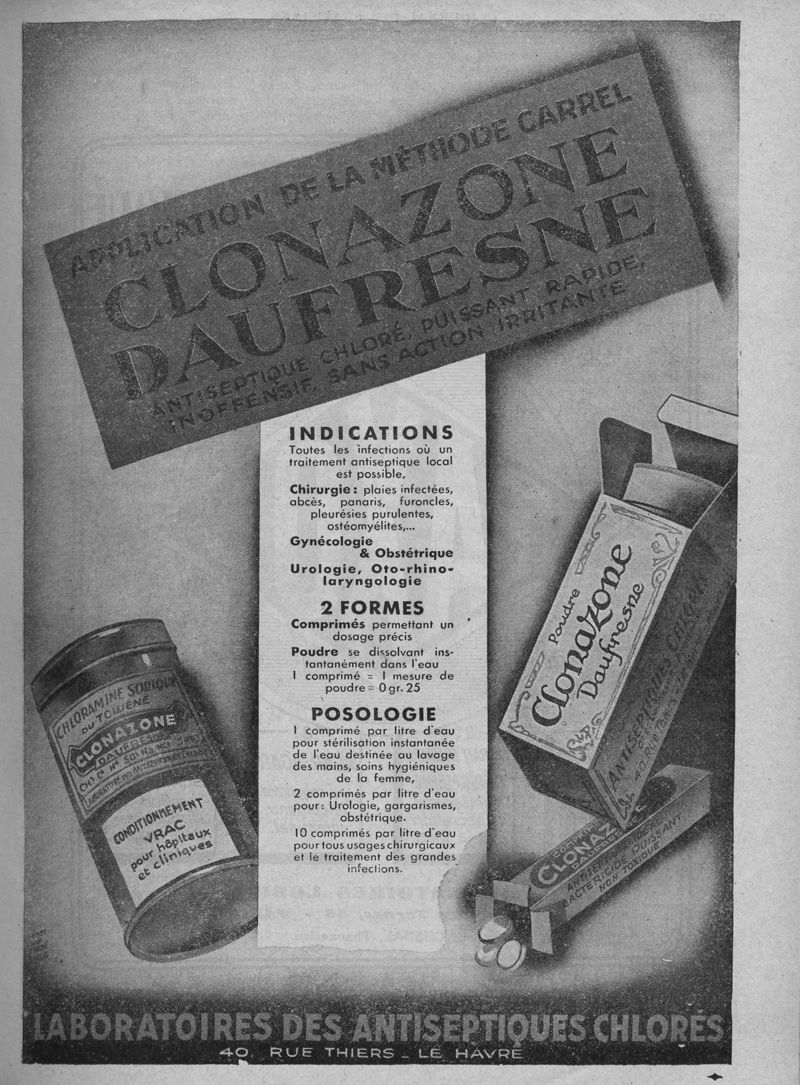 APPLICATION DE LA MÉTHODE CARREL
CLONAZONE
DAUFRESNE
ANTISEPTIQUE CHLORÉ, PUISSANT RAPIDE,
INOFFENSIF, SANS ACTION IRRITANTE
INDICATIONS
Toutes les infections où un
traitement antiseptique local
est possible,
Chirurgie : plaies infectées,
abcès, panaris, furoncles,
pleurésies purulentes,
ostéomyélites,...
Gynécologie
& Obstétrique
Urologie, Oto-rhino-
laryngologie
2 FORMES
Comprimés permettant un
dosage précis
Poudre se dissolvant ins-
tantanément dans l'eau
1 comprimé = 1 mesure de
poudre = 0 gr. 25
POSOLOGIE
1 comprimé par litre d'eau
pour stérilisation instantanée
de l'eau destinée au lavage
des mains, soins hygiéniques
de la femme,
2 comprimés par litre d'eau
pour : Urologie, gargarismes,
obstétrique.
10 comprimés par litre d'eau
pour tous usages chirurgicaux
et le traitement des grandes
infections.
CHLORAMINE SODIQUE
DU TOLUÈNE
CLONAZONE
DAUFRESNE
CONDITIONNEMENT
VRAC
pour hôpitaux
et cliniques
Poudre
Clonazone
Daufresne
ANTISEPTIQUES
CLONAZ
PUISSANT
NON TOXIQUE
LABORATOIRES DES ANTISEPTIQUES CHLORÉS
40, RUE THIERS _ LE HAVRE